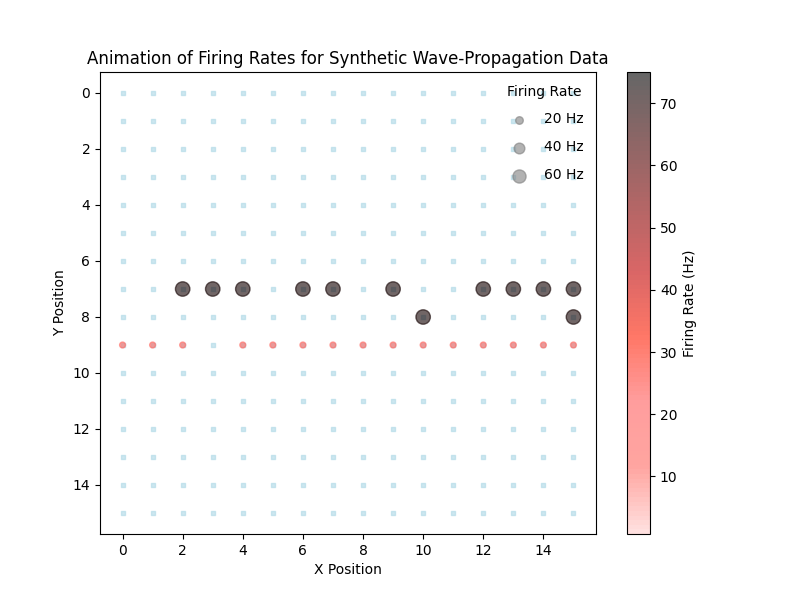 Animation of Firing Rates for Synthetic Wave-Propagation Data
Firing Rate
20 Hz
40 Hz
60 Hz
0
2
4
6
8
10
12
14
Y Position
0 2 4 6 8 10 12 14
X Position
70
60
50
40
30
20
10
Firing Rate (Hz)